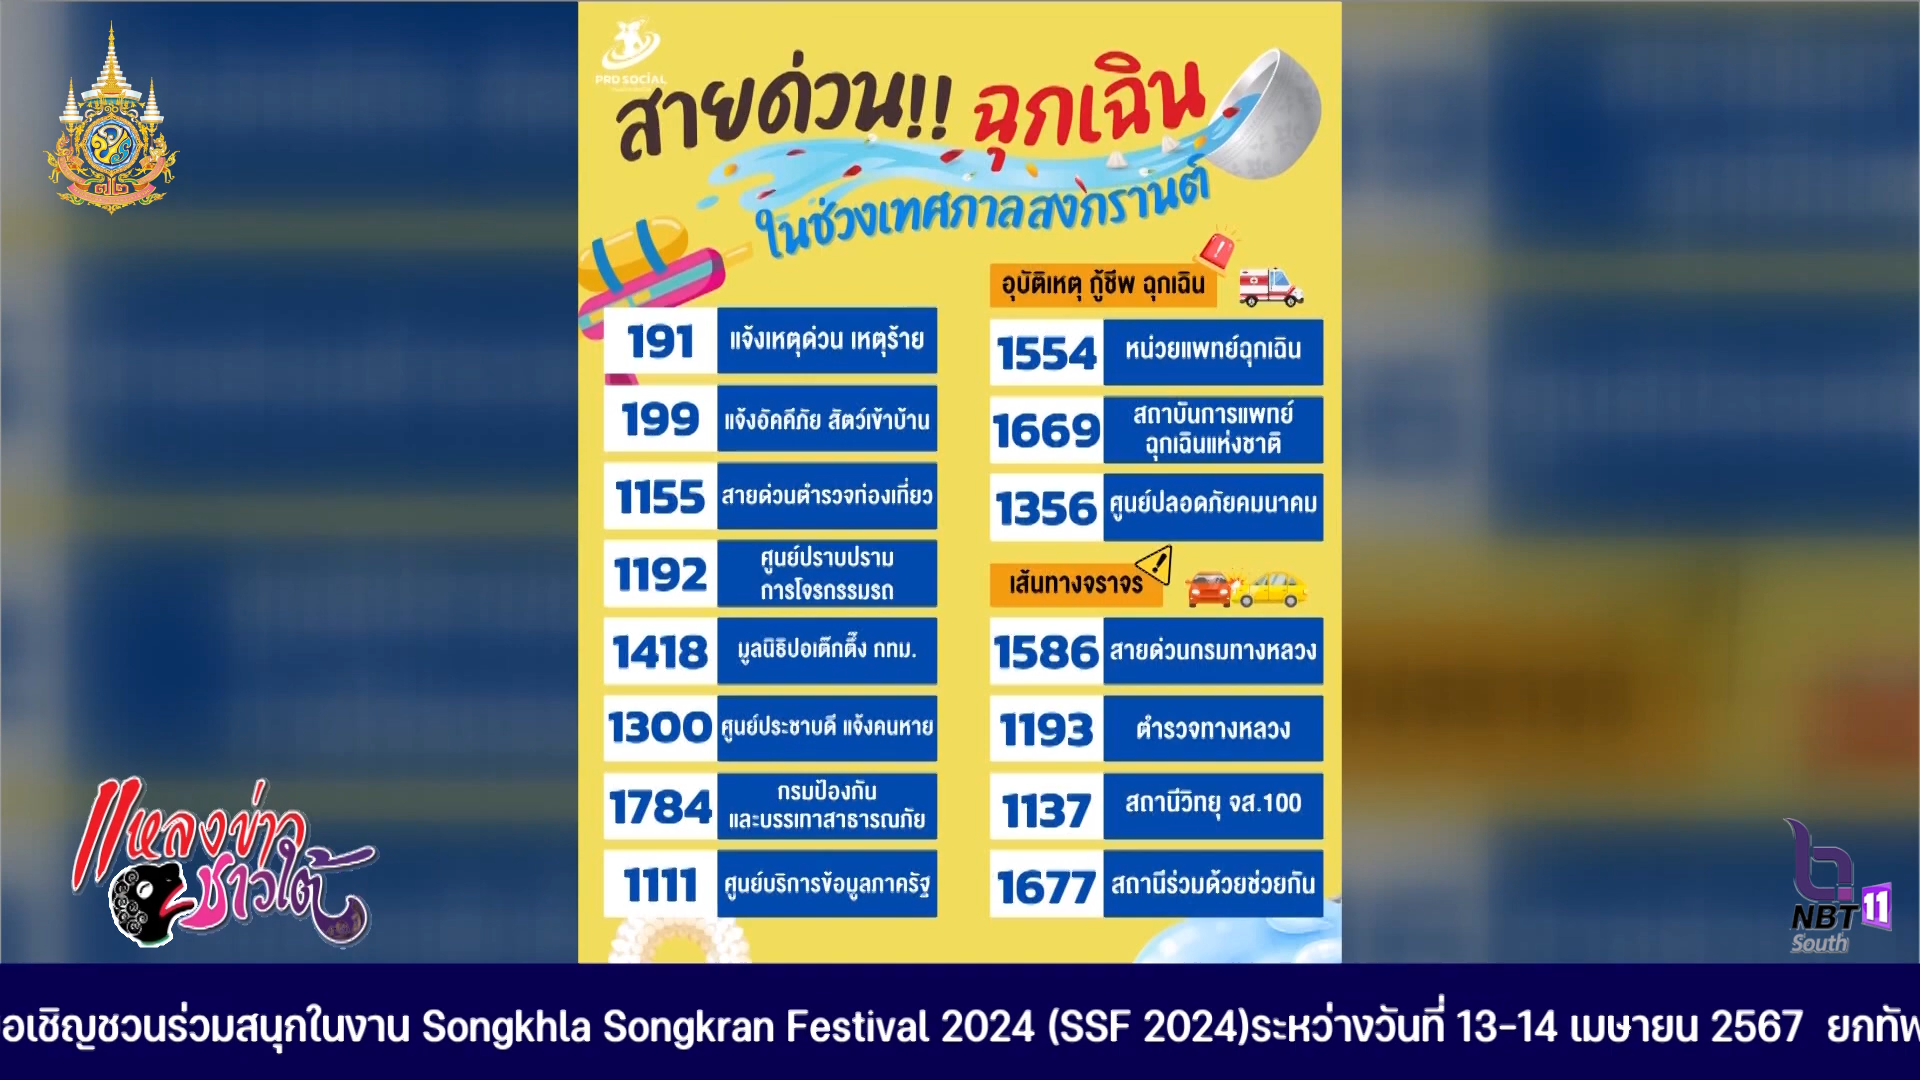 PRO SOCIAL
สายด่วน!! ฉุกเฉิน
ในช่วงเทศกาลสงกรานต์
191 แจ้งเหตุด่วน เหตุร้าย
199 แจ้งอัคคีภัย สัตว์เข้าบ้าน
1155 สายด่วนตำรวจท่องเที่ยว
1192 ศูนย์ปราบปราม
การโจรกรรมรถ
1418 มูลนิธิปอเต๊กตึ๊ง กทม.
1300 ศูนย์ประชาบดี แจ้งคนหาย
1784 กรมป้องกัน
และบรรเทาสาธารณภัย
1111 ศูนย์บริการข้อมูลภาครัฐ
อุบัติเหตุ กู้ชีพ ฉุกเฉิน
1554 หน่วยแพทย์ฉุกเฉิน
1669 สถาบันการแพทย์
ฉุกเฉินแห่งชาติ
1356 ศูนย์ปลอดภัยคมนาคม
เส้นทางจราจร
1586 สายด่วนกรมทางหลวง
1193 ตำรวจทางหลวง
1137 สถานีวิทยุ จส.100
1677 สถานีร่วมด้วยช่วยกัน
แหลงข่าว
ชาวใต้
NBT 11
South
อเชิญชวนร่วมสนุกในงาน Songkhla Songkran Festival 2024 (SSF 2024)ระหว่างวันที่ 13-14 เมษายน 2567 ยกทัพ